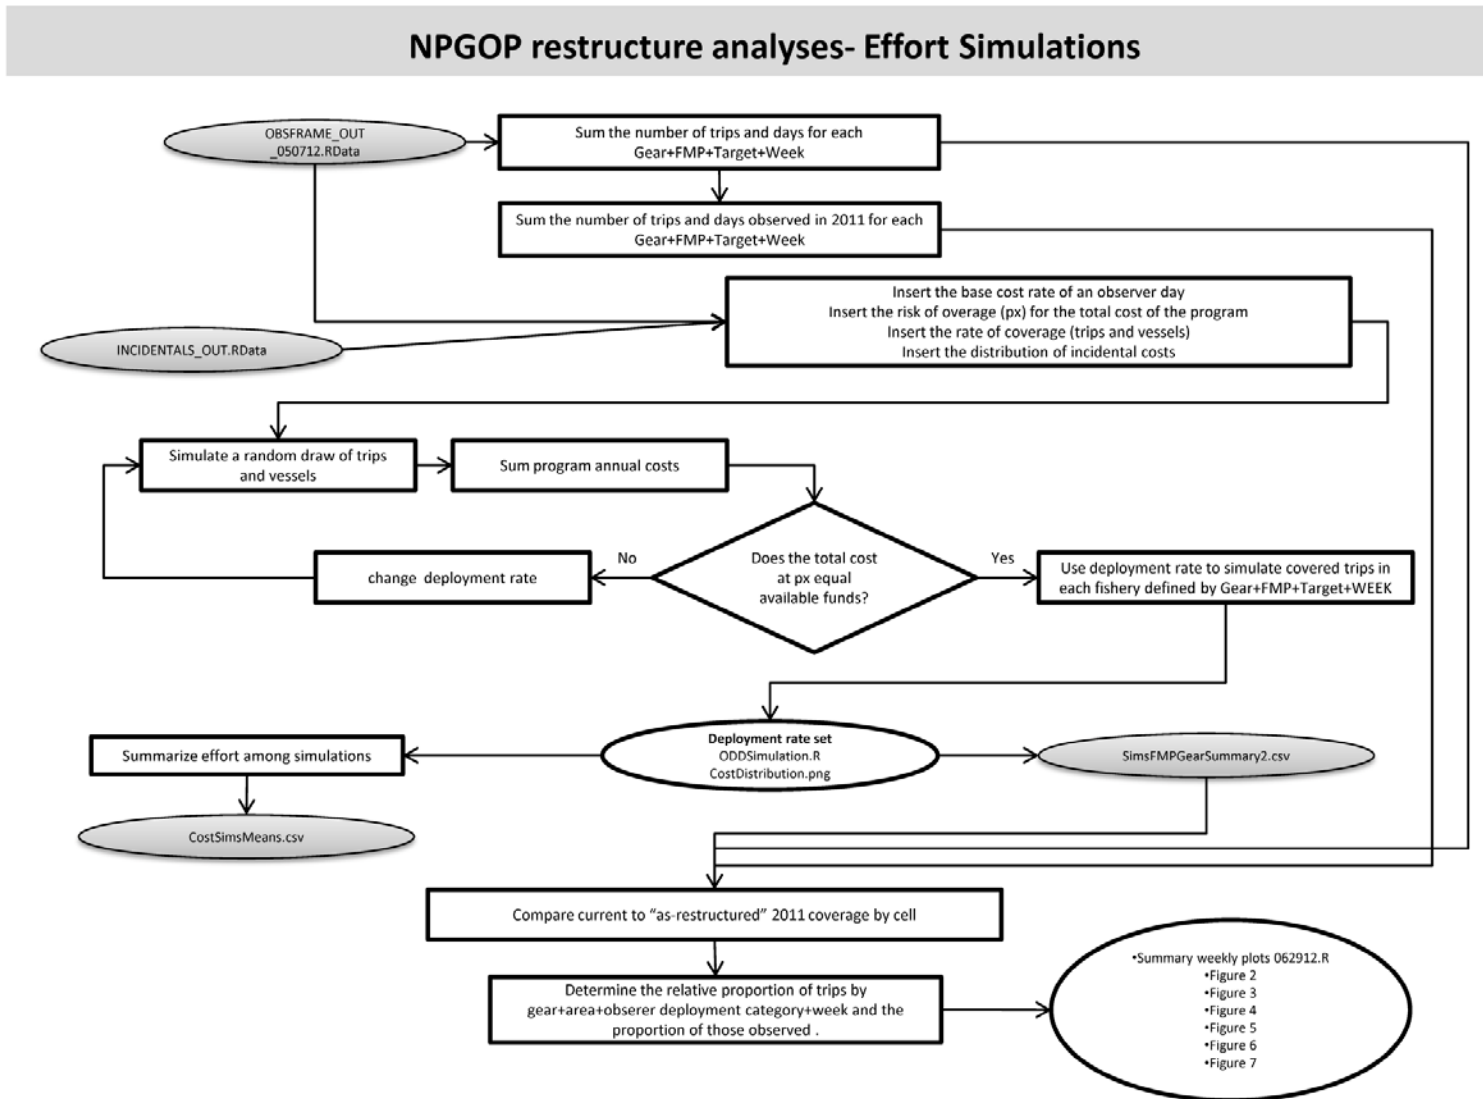 NPGOP restructure analyses- Effort Simulations
OBSFRAME_OUT
_050712.RData
Sum the number of trips and days for each
Gear+FMP+Target+Week
Sum the number of trips and days observed in 2011 for each
Gear+FMP+Target+Week
Insert the base cost rate of an observer day
Insert the risk of overage (px) for the total cost of the program
Insert the rate of coverage (trips and vessels)
Insert the distribution of incidental costs
INCIDENTALS_OUT.RData
Simulate a random draw of trips
and vessels
Sum program annual costs
Does the total cost
at px equal
available funds?
No
Yes
change deployment rate
Use deployment rate to simulate covered trips in
each fishery defined by Gear+FMP+Target+WEEK
Summarize effort among simulations
Deployment rate set
ODDSimulation.R
CostDistribution.png
SimsFMPGearSummary2.csv
CostSimsMeans.csv
Compare current to “as-restructured” 2011 coverage by cell
Determine the relative proportion of trips by
gear+area+obserer deployment category+week and the
proportion of those observed .
•Summary weekly plots 062912.R
•Figure 2
•Figure 3
•Figure 4
•Figure 5
•Figure 6
•Figure 7